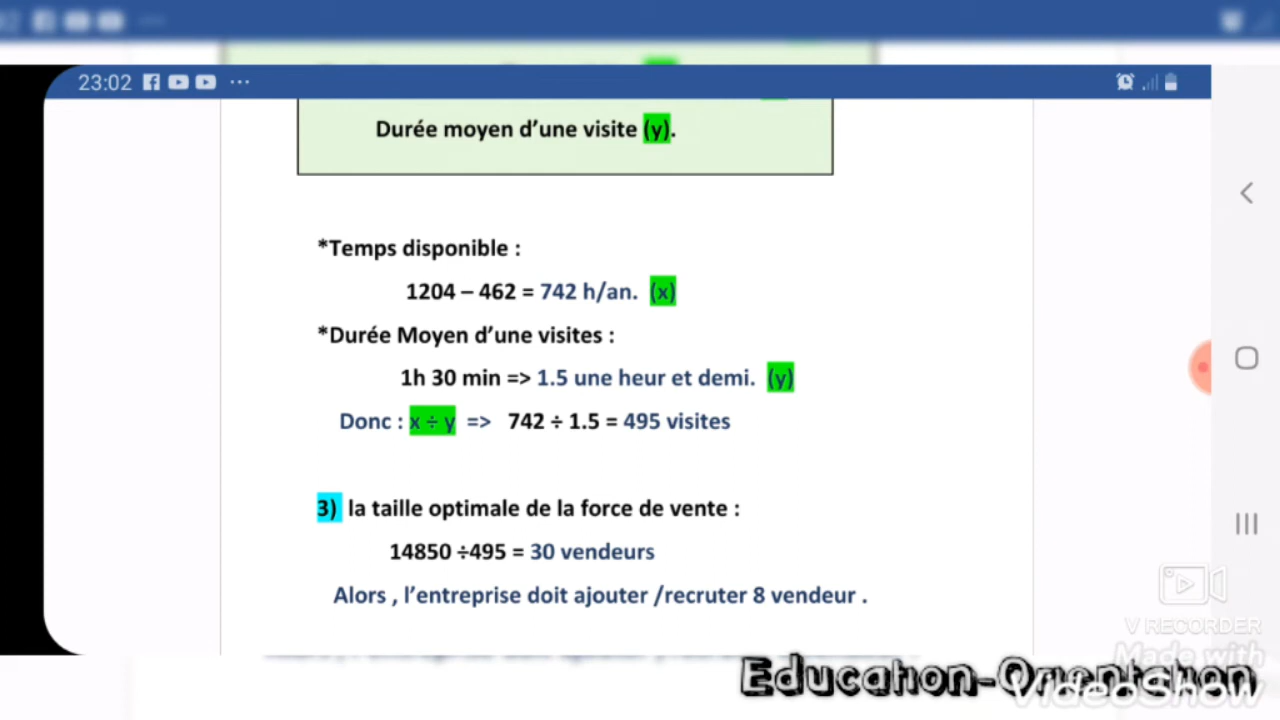 23:02
Durée moyen d’une visite (y).
*Temps disponible :
1204 – 462 = 742 h/an. (x)
*Durée Moyen d’une visites :
1h 30 min => 1.5 une heur et demi. (y)
Donc : x ÷ y => 742 ÷ 1.5 = 495 visites
3) la taille optimale de la force de vente :
14850 ÷495 = 30 vendeurs
Alors , l’entreprise doit ajouter /recruter 8 vendeur .
V RECORDER
Made with
Education-Orientation
VideoShow